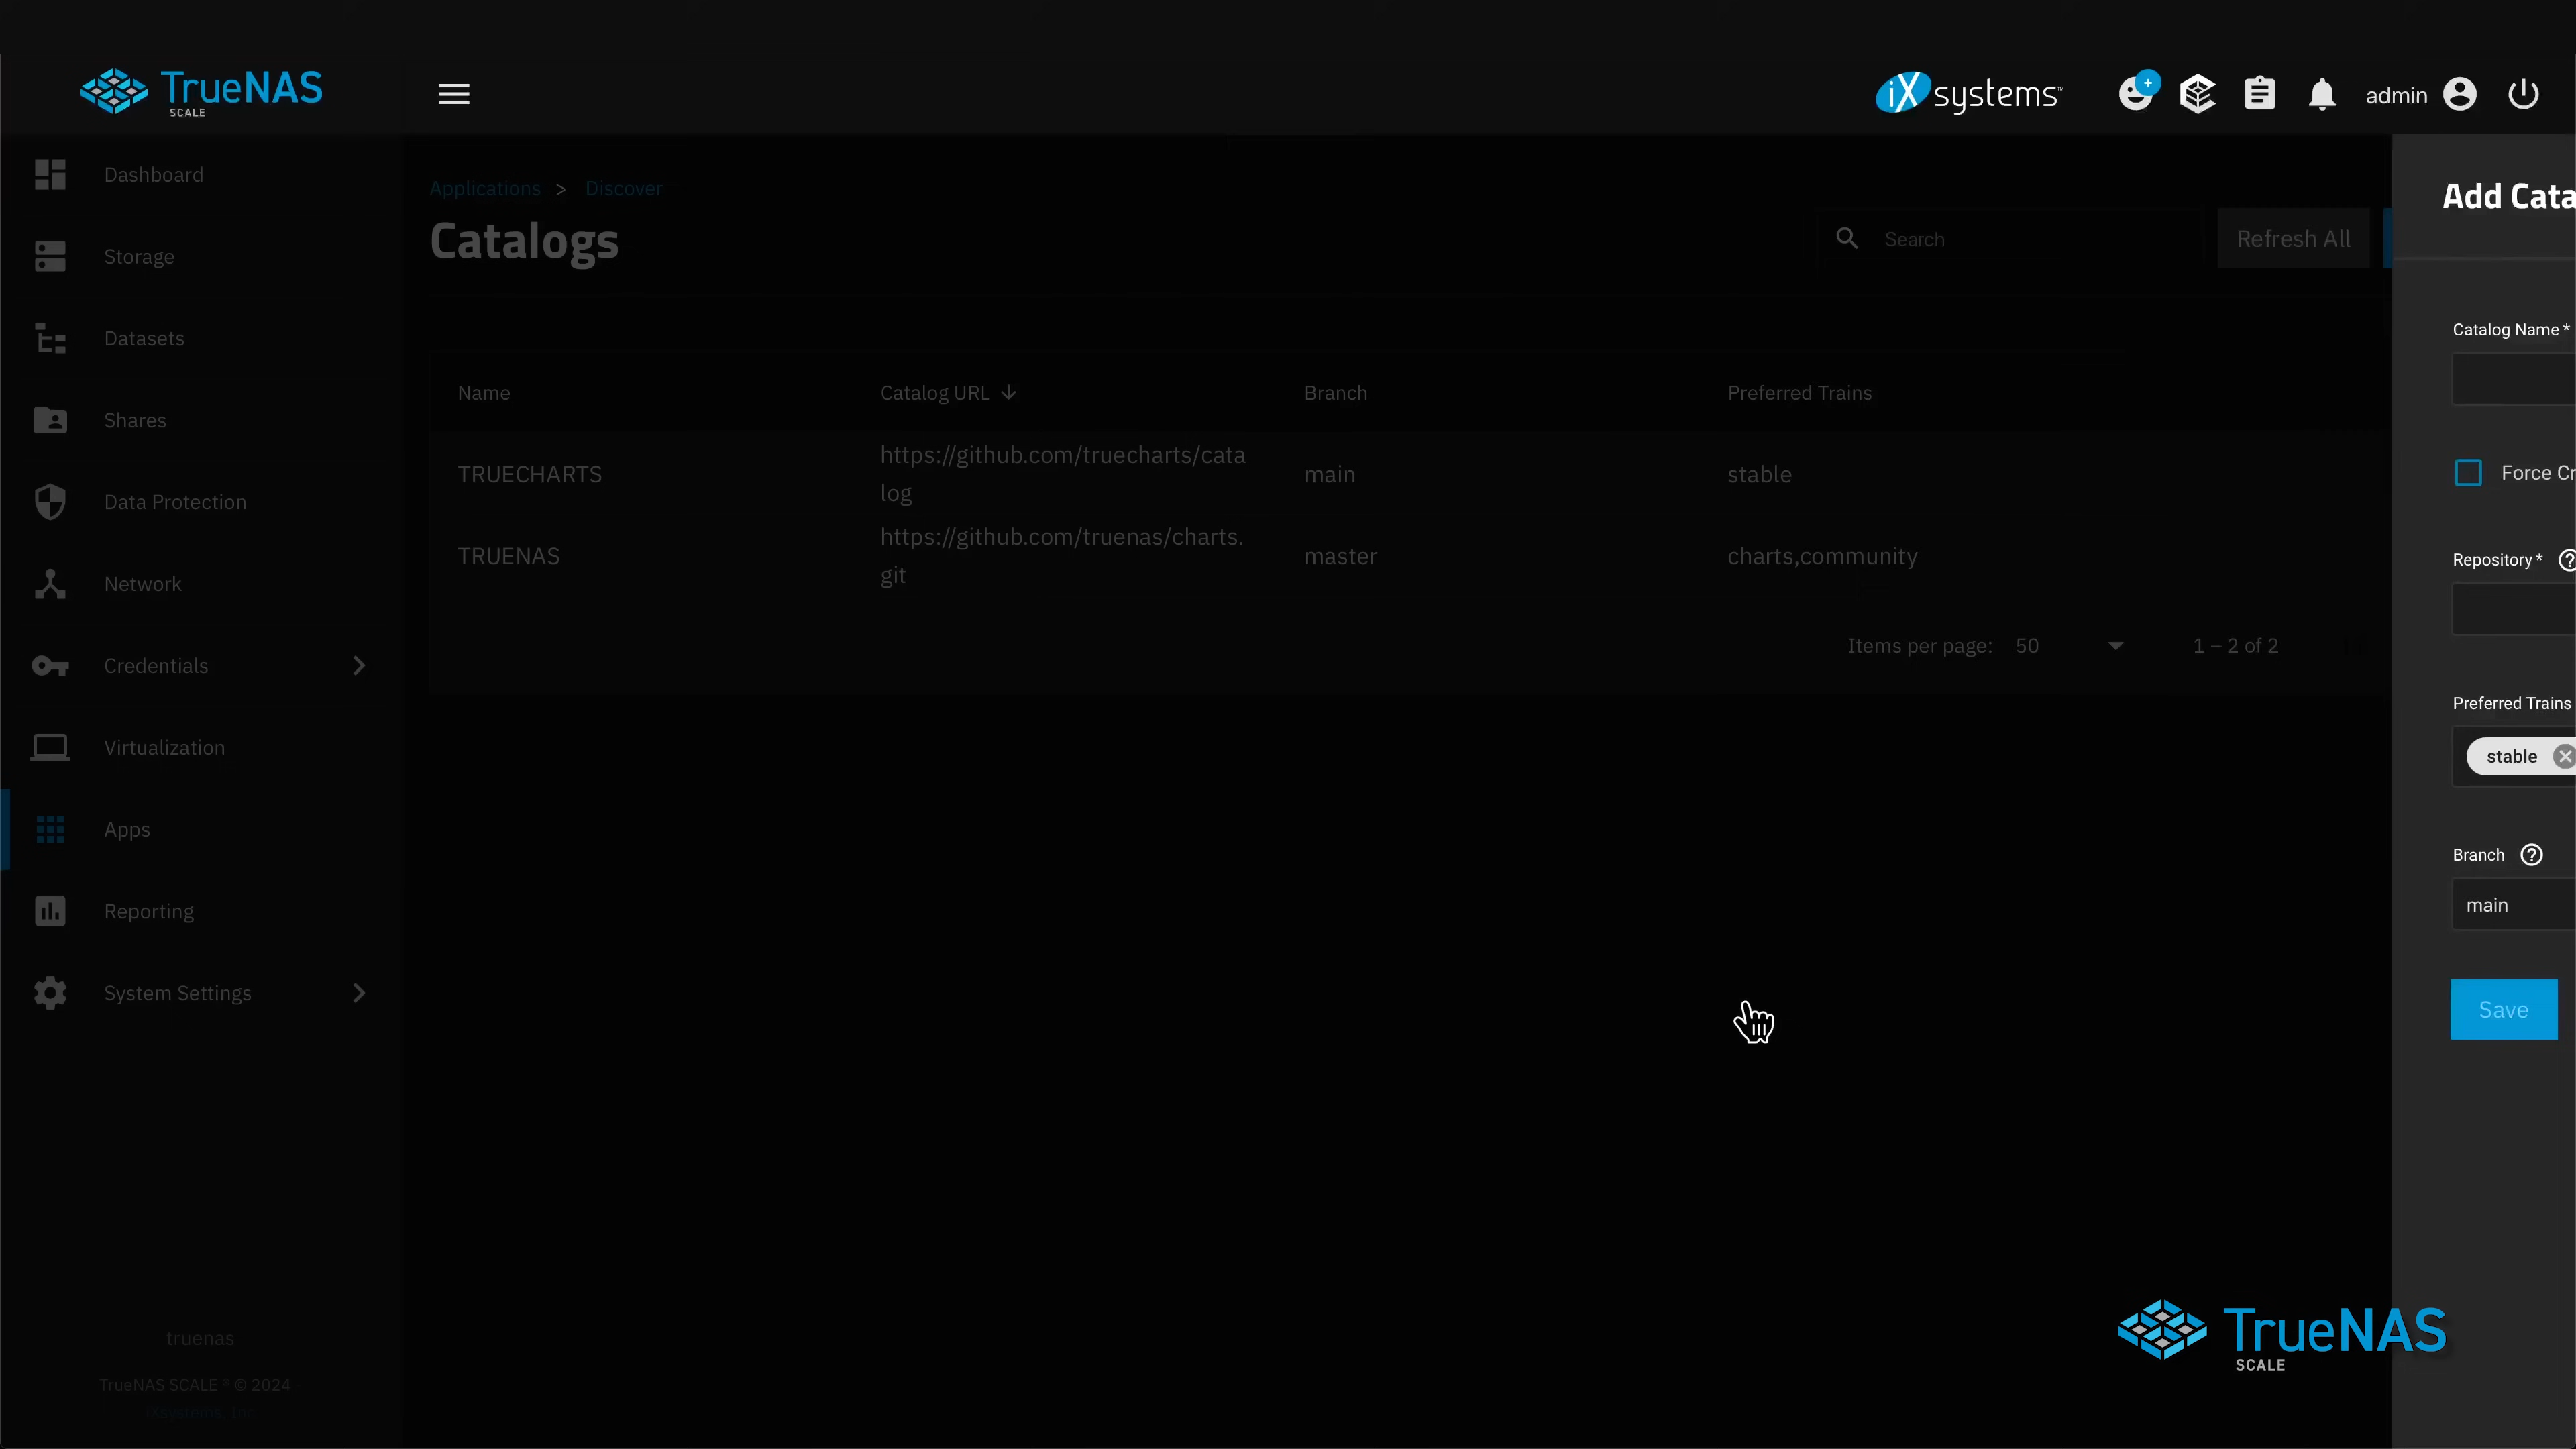 TrueNAS
SCALE
iXsystems™
admin
Dashboard
Storage
Datasets
Shares
Data Protection
Network
Credentials
Virtualization
Apps
Reporting
System Settings
truenas
TrueNAS SCALE ® © 2024
iXsystems, Inc
Applications > Discover
Catalogs
Search
Refresh All
Name
Catalog URL
Branch
Preferred Trains
TRUECHARTS
https://github.com/truecharts/cata
log
main
stable
TRUENAS
https://github.com/truenas/charts.
git
master
charts,community
Items per page: 50
1 – 2 of 2
Add Cata
Catalog Name *
Force Cr
Repository *
Preferred Trains
stable
Branch
main
Save
TrueNAS
SCALE